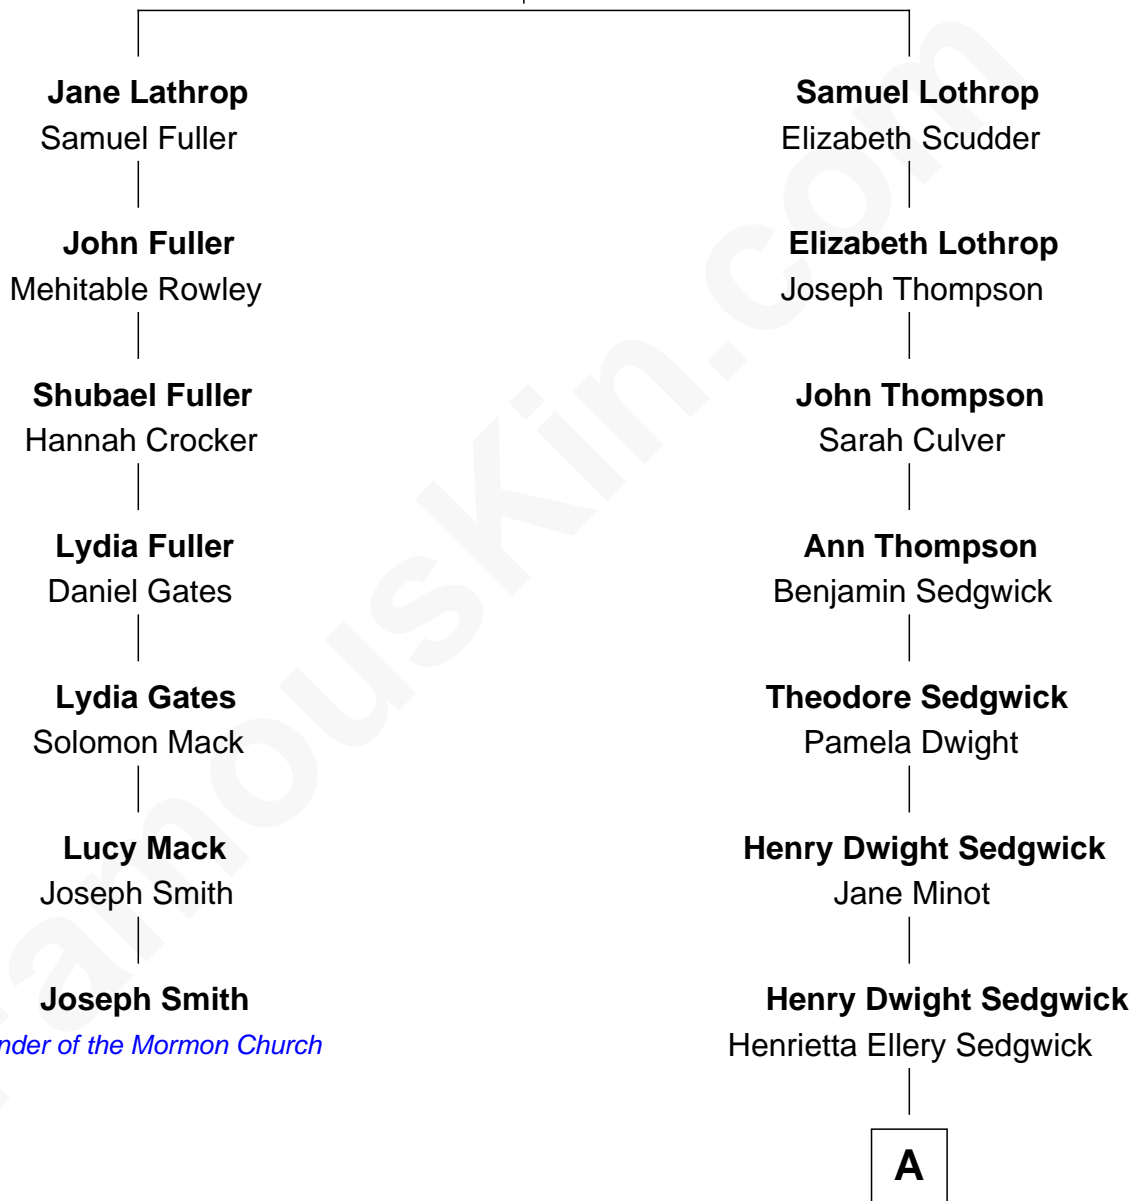 Jane Lathrop
Samuel Fuller
John Fuller
Mehitable Rowley
Shubael Fuller
Hannah Crocker
Lydia Fuller
Daniel Gates
Lydia Gates
Solomon Mack
Lucy Mack
Joseph Smith
Joseph Smith
nder of the Mormon Church
Samuel Lothrop
Elizabeth Scudder
Elizabeth Lothrop
Joseph Thompson
John Thompson
Sarah Culver
Ann Thompson
Benjamin Sedgwick
Theodore Sedgwick
Pamela Dwight
Henry Dwight Sedgwick
Jane Minot
Henry Dwight Sedgwick
Henrietta Ellery Sedgwick
A
FamousKin.com